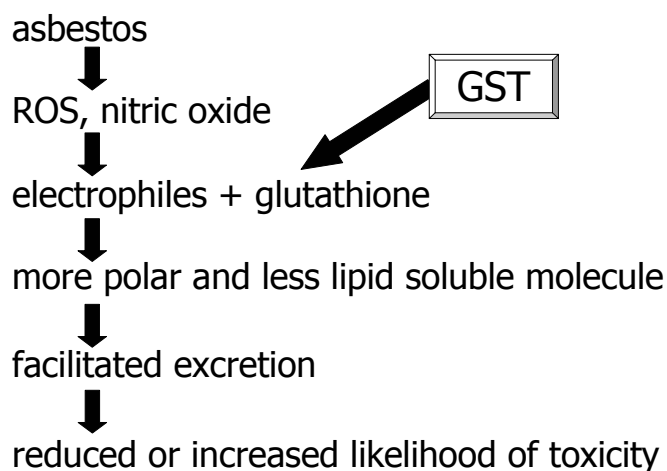 asbestos
GST
ROS, nitric oxide
electrophiles + glutathione
more polar and less lipid soluble molecule
facilitated excretion
reduced or increased likelihood of toxicity